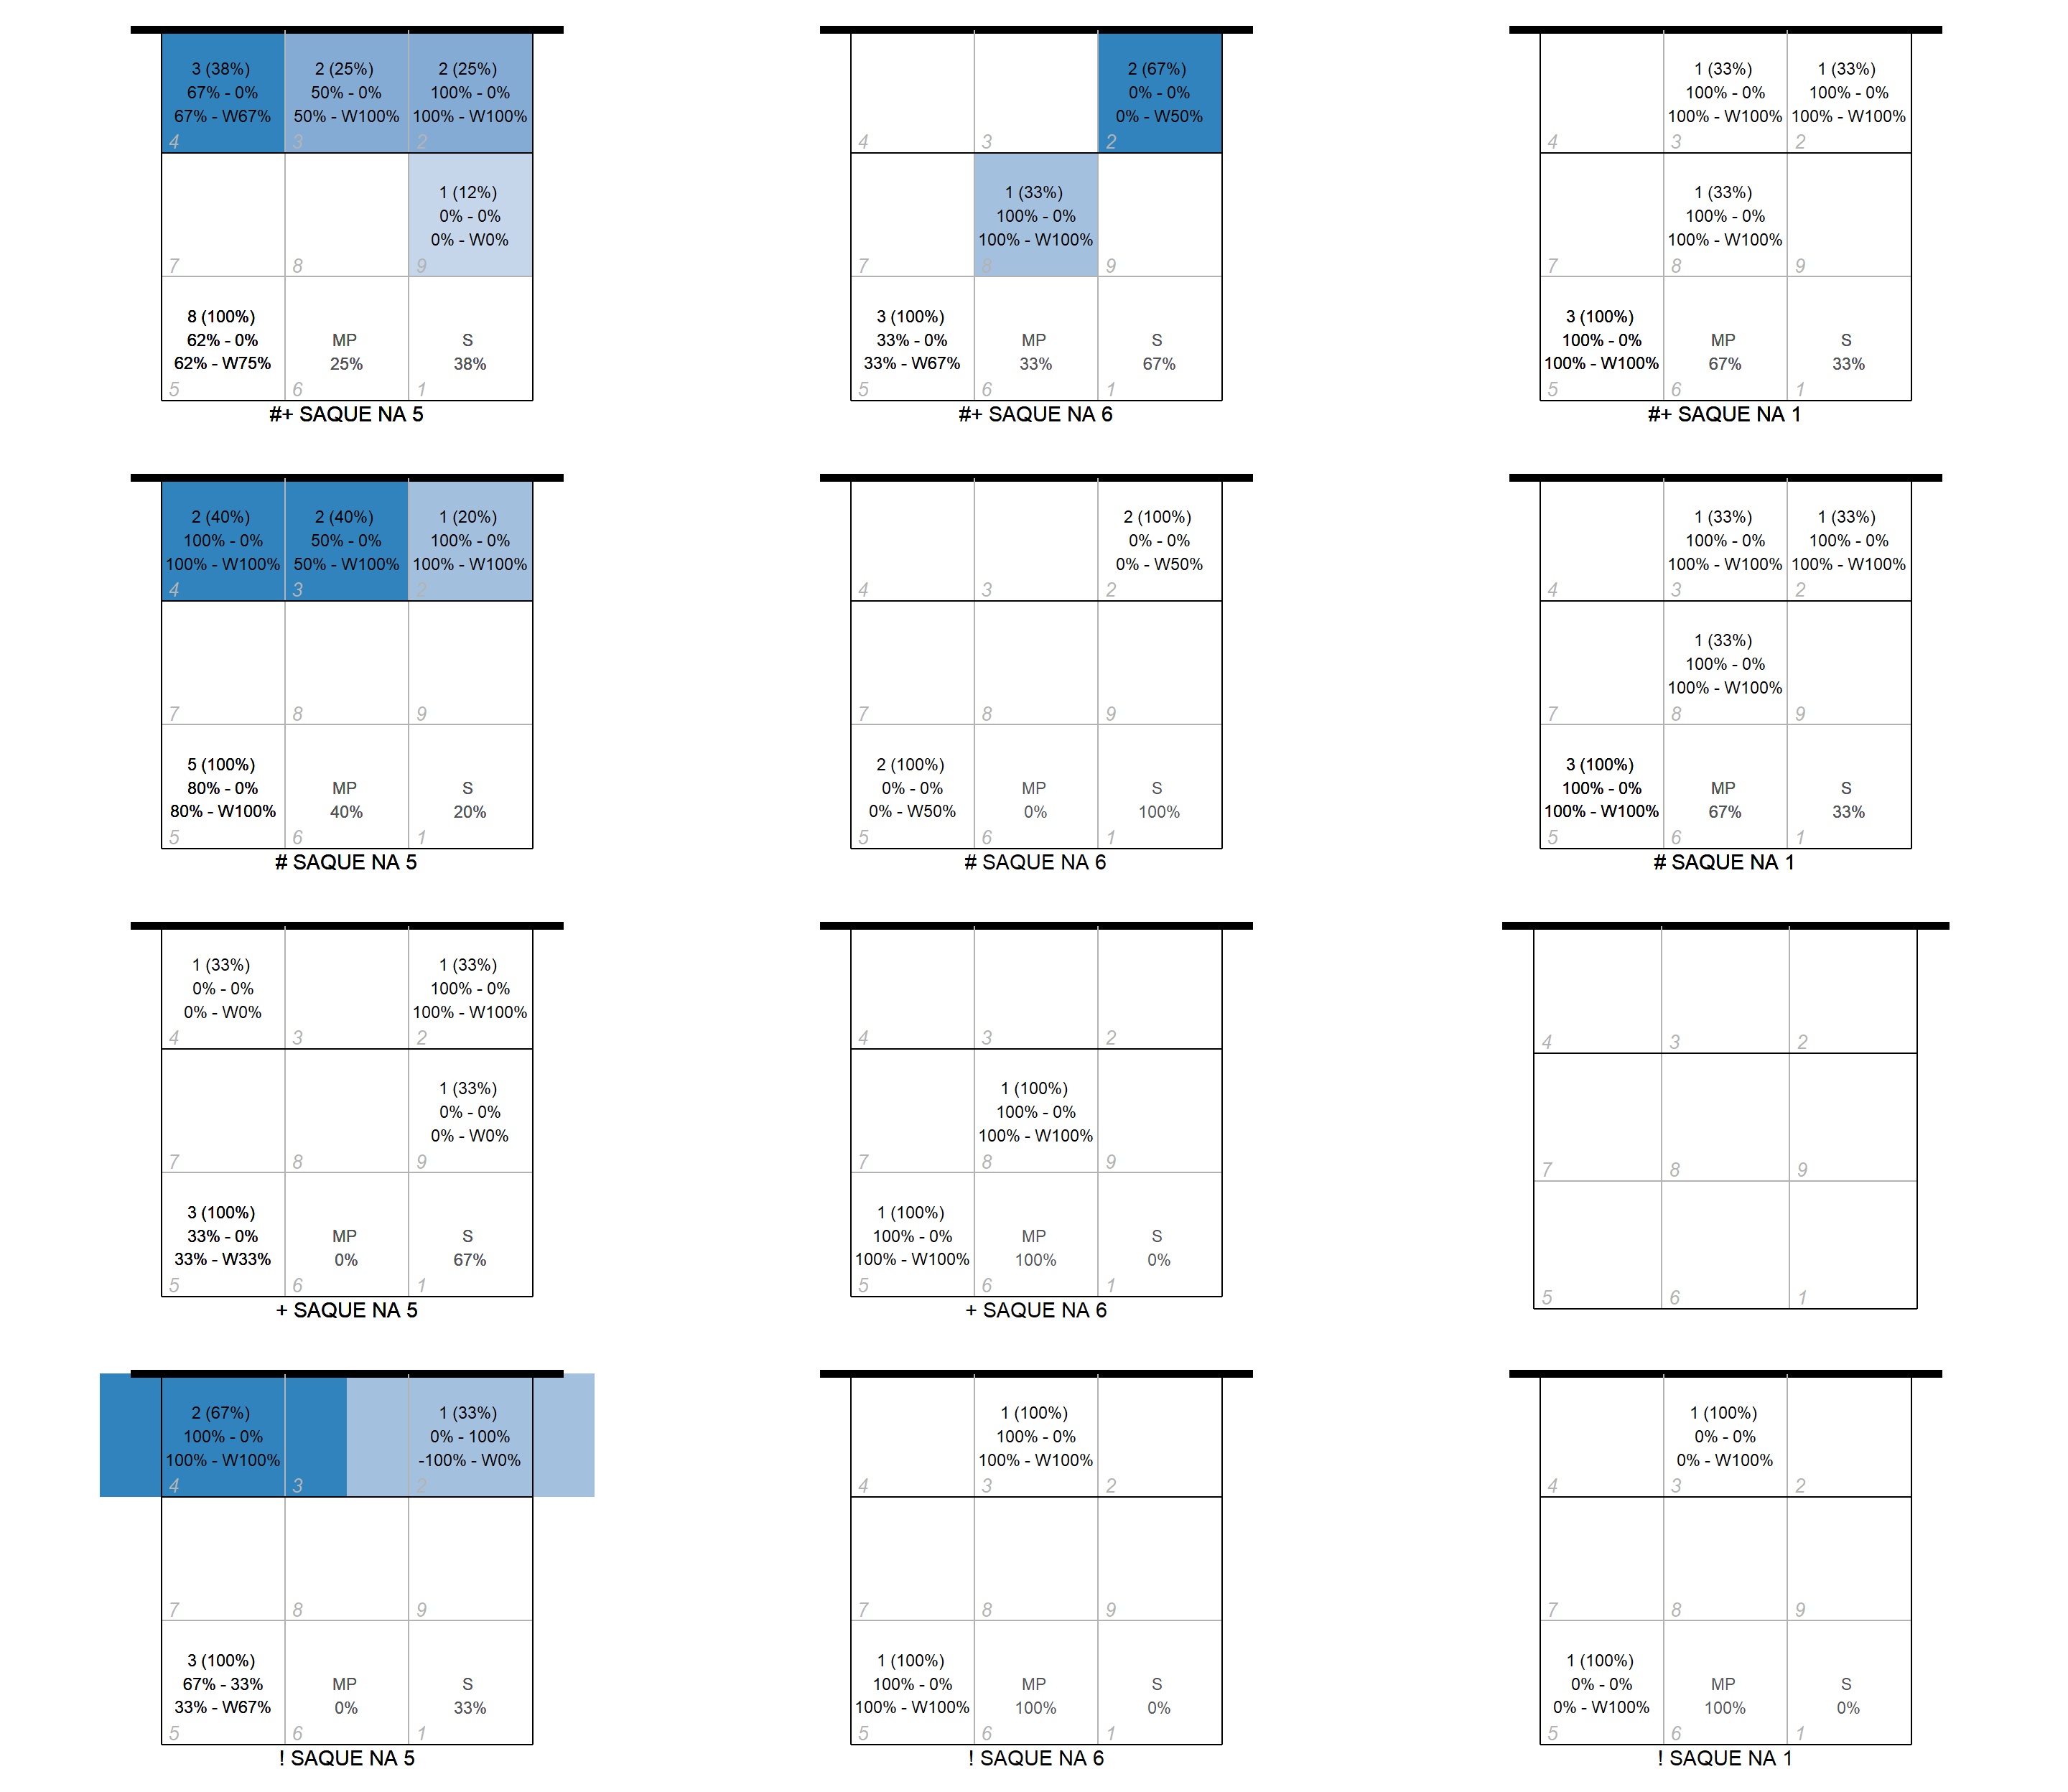 3 (38%)
67% - 0%
67% - W67%
4
2 (25%)
50% - 0%
50% - W100%
3
2 (25%)
100% - 0%
100% - W100%
2
7
8
1 (12%)
0% - 0%
0% - W0%
9
8 (100%)
62% - 0%
62% - W75%
5
MP
25%
6
S
38%
1
#+ SAQUE NA 5
4
3
2 (67%)
0% - 0%
0% - W50%
2
7
1 (33%)
100% - 0%
100% - W100%
8
9
3 (100%)
33% - 0%
33% - W67%
5
MP
33%
6
S
67%
1
#+ SAQUE NA 6
4
1 (33%)
100% - 0%
100% - W100%
3
1 (33%)
100% - 0%
100% - W100%
2
7
1 (33%)
100% - 0%
100% - W100%
8
9
3 (100%)
100% - 0%
100% - W100%
5
MP
67%
6
S
33%
1
#+ SAQUE NA 1
2 (40%)
100% - 0%
100% - W100%
4
2 (40%)
50% - 0%
50% - W100%
3
1 (20%)
100% - 0%
100% - W100%
2
7
8
9
5 (100%)
80% - 0%
80% - W100%
5
MP
40%
6
S
20%
1
# SAQUE NA 5
4
3
2 (100%)
0% - 0%
0% - W50%
2
7
8
9
2 (100%)
0% - 0%
0% - W50%
5
MP
0%
6
S
100%
1
# SAQUE NA 6
4
1 (33%)
100% - 0%
100% - W100%
3
1 (33%)
100% - 0%
100% - W100%
2
7
1 (33%)
100% - 0%
100% - W100%
8
9
3 (100%)
100% - 0%
100% - W100%
5
MP
67%
6
S
33%
1
# SAQUE NA 1
1 (33%)
0% - 0%
0% - W0%
4
3
1 (33%)
100% - 0%
100% - W100%
2
7
8
1 (33%)
0% - 0%
0% - W0%
9
3 (100%)
33% - 0%
33% - W33%
5
MP
0%
6
S
67%
1
+ SAQUE NA 5
4
3
2
7
1 (100%)
100% - 0%
100% - W100%
8
9
1 (100%)
100% - 0%
100% - W100%
5
MP
100%
6
S
0%
1
+ SAQUE NA 6
4
3
2
7
8
9
5
6
1
2 (67%)
100% - 0%
100% - W100%
4
3
1 (33%)
0% - 100%
-100% - W0%
2
7
8
9
3 (100%)
67% - 33%
33% - W67%
5
MP
0%
6
S
33%
1
! SAQUE NA 5
4
1 (100%)
100% - 0%
100% - W100%
3
2
7
8
9
1 (100%)
100% - 0%
100% - W100%
5
MP
100%
6
S
0%
1
! SAQUE NA 6
4
1 (100%)
0% - 0%
0% - W100%
3
2
7
8
9
1 (100%)
0% - 0%
0% - W100%
5
MP
100%
6
S
0%
1
! SAQUE NA 1